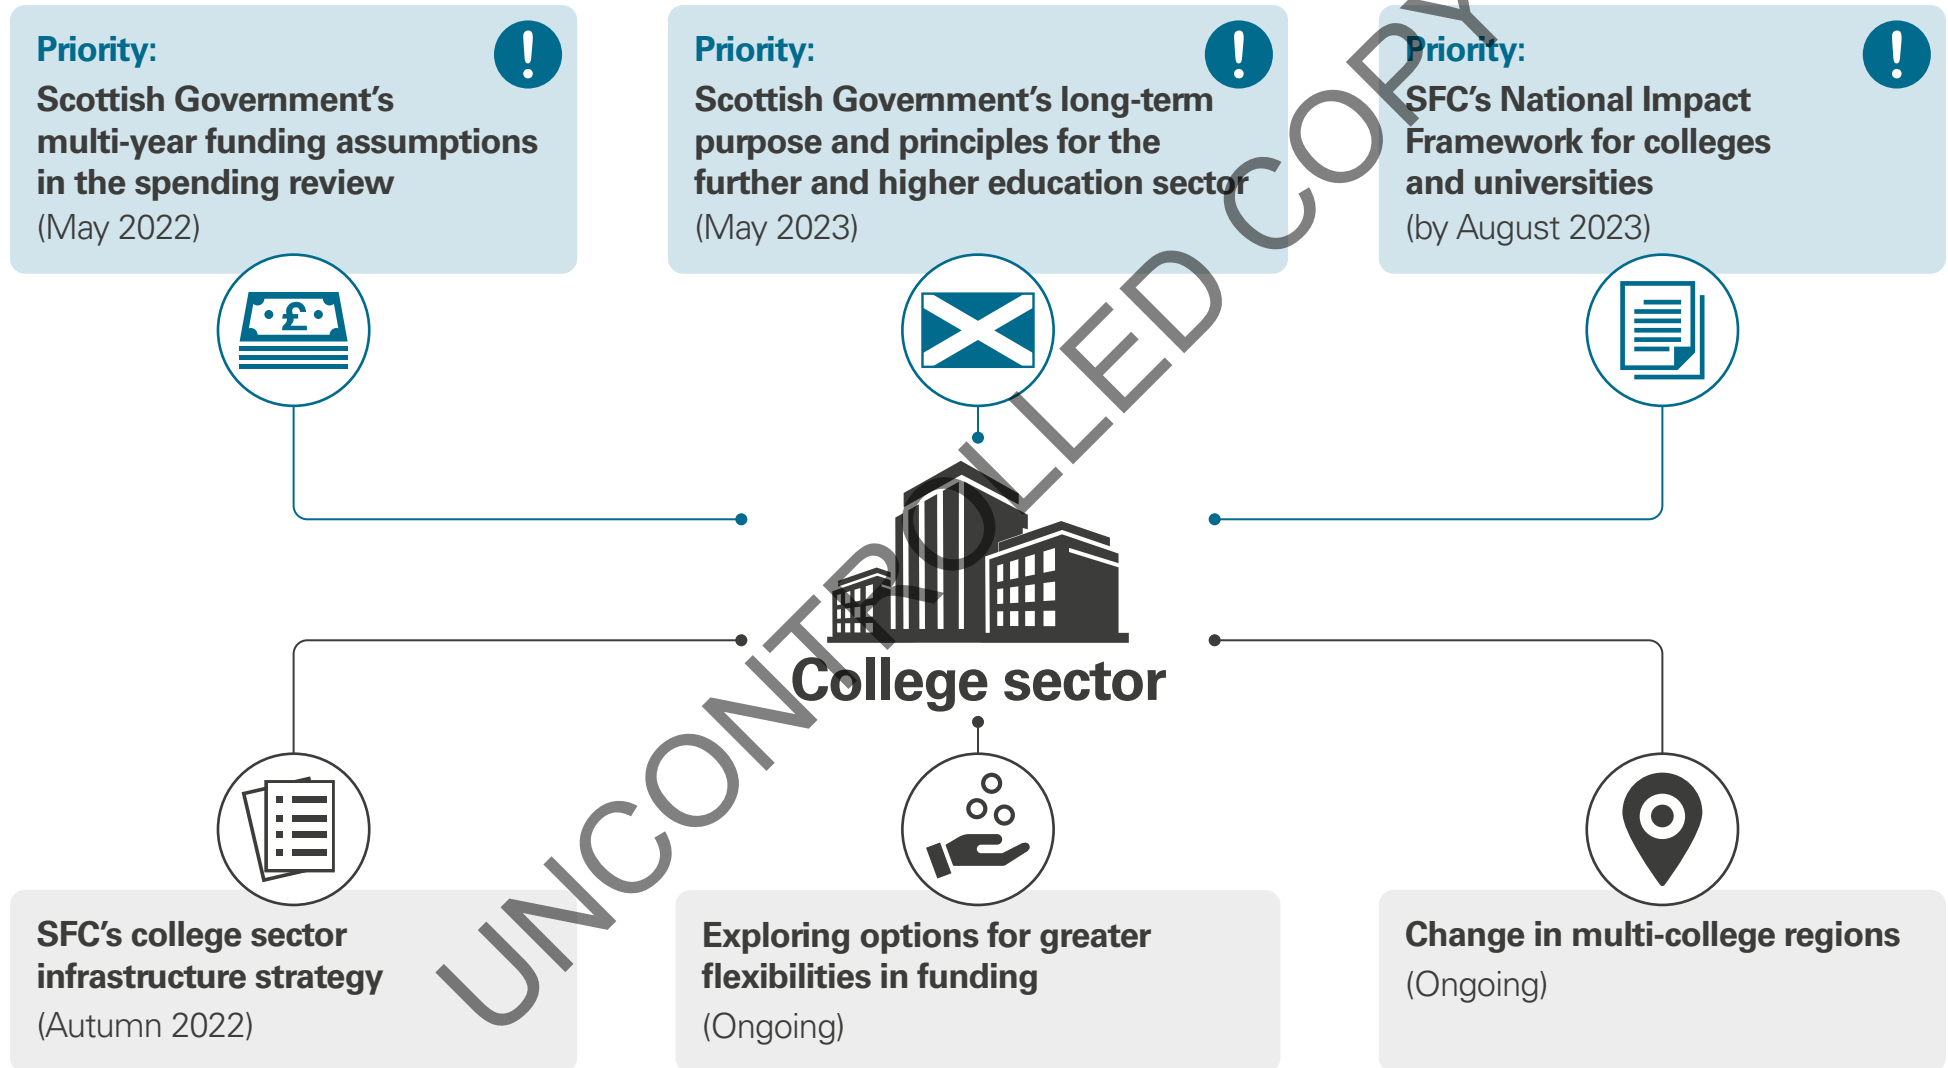 Priority:
Scottish Government's
multi-year funding assumptions
in the spending review
(May 2022)
Priority:
Scottish Government's long-term
purpose and principles for the
further and higher education sector
(May 2023)
Priority:
SFC's National Impact
Framework for colleges
and universities
(by August 2023)
£
College sector
SFC's college sector
infrastructure strategy
(Autumn 2022)
Exploring options for greater
flexibilities in funding
(Ongoing)
Change in multi-college regions
(Ongoing)
UNCONTROLLED COPY